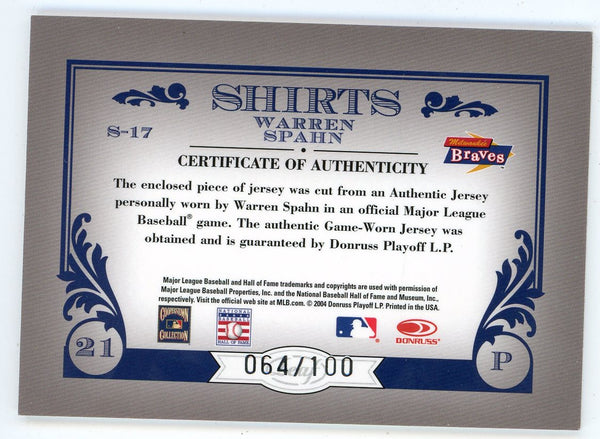 SHIRTS
WARREN
SPAHN
S-17
Milwaukee
Braves
CERTIFICATE OF AUTHENTICITY
The enclosed piece of jersey was cut from an Authentic Jersey
personally worn by Warren Spahn in an official Major League
Baseball® game. The authentic Game-Worn Jersey was
obtained and is guaranteed by Donruss Playoff L.P.
Major League Baseball and Hall of Fame trademarks and copyrights are used with permission of
Major League Baseball Properties, Inc. and the National Baseball Hall of Fame and Museum, Inc.,
respectively. Visit the official web site at MLB.com. © 2004 Donruss Playoff L.P. Printed in the USA.
COOPERSTOWN
COLLECTION
NATIONAL
BASEBALL
HALL OF FAME
DONRUSS
21
P
Leaf
064/100